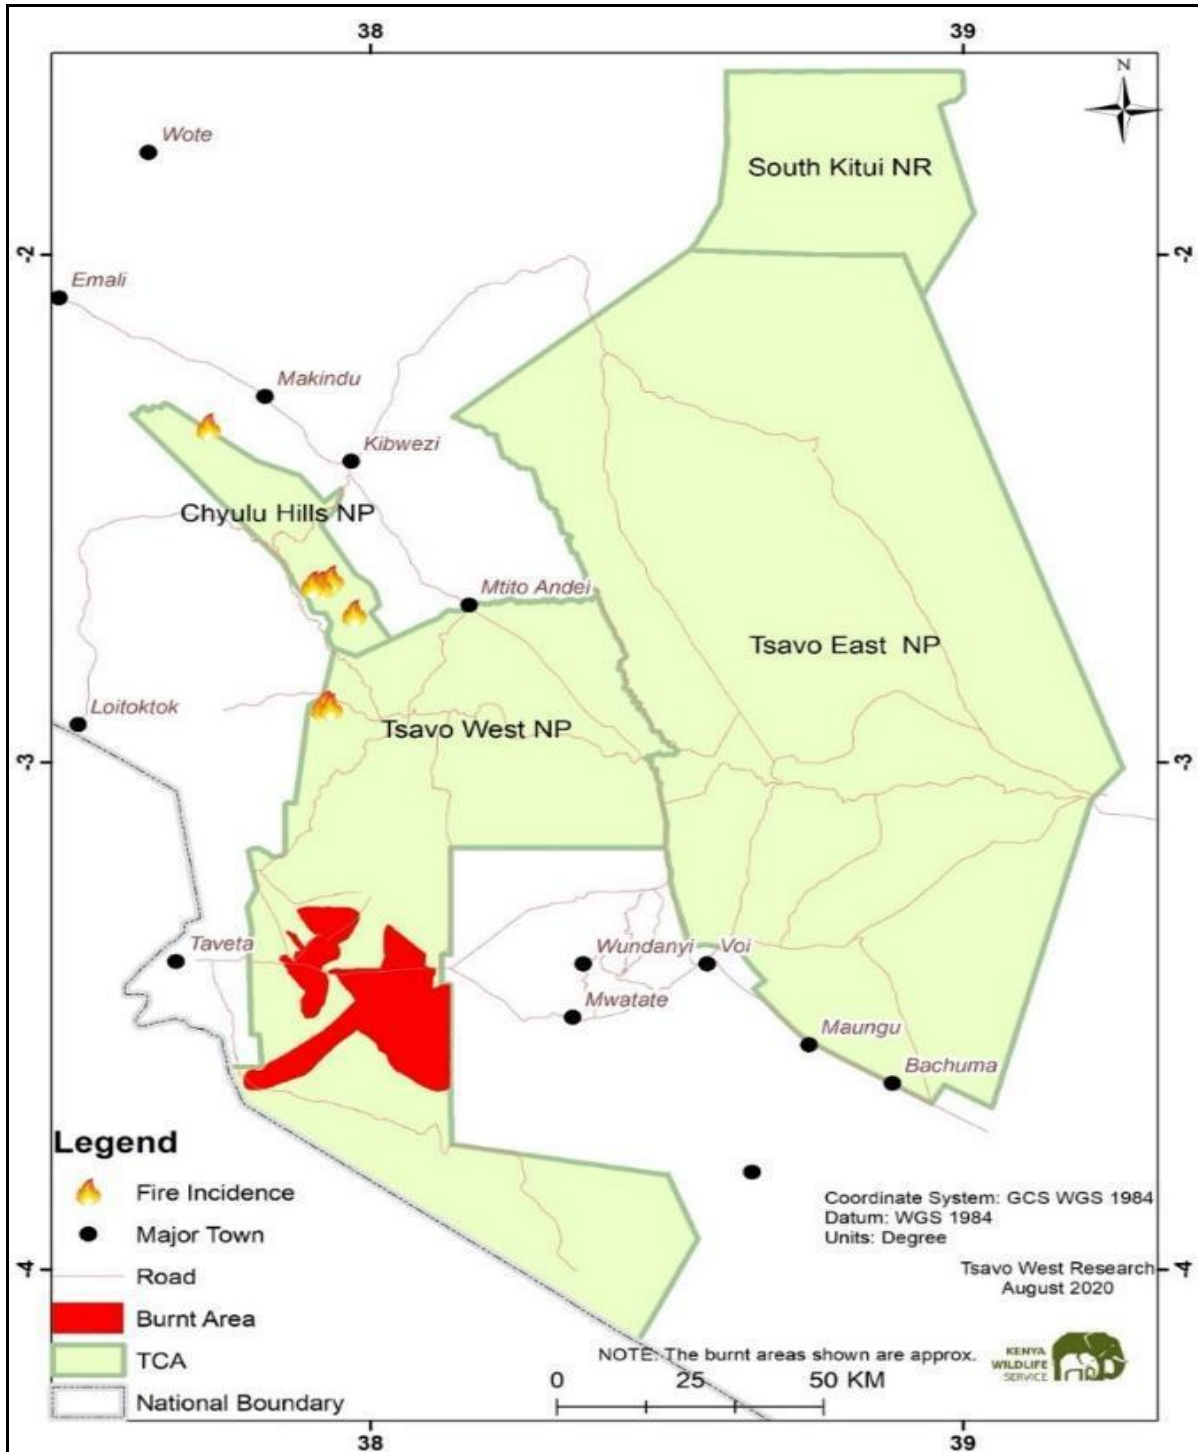 38
39
N
Wote
South Kitui NR
-2
-2
Emali
Makindu
Kibwezi
Chyulu Hills NP
Mtito Andei
Tsavo East NP
Loitoktok
Tsavo West NP
-3
-3
Taveta
Wundanyi
Voi
Mwatate
Maungu
Bachuma
Legend
Fire Incidence
Major Town
Road
Burnt Area
TCA
National Boundary
Coordinate System: GCS WGS 1984
Datum: WGS 1984
Units: Degree
-4
-4
Tsavo West Research
August 2020
NOTE: The burnt areas shown are approx.
KENYA
WILDLIFE
SERVICE
0 25 50 KM
38
39